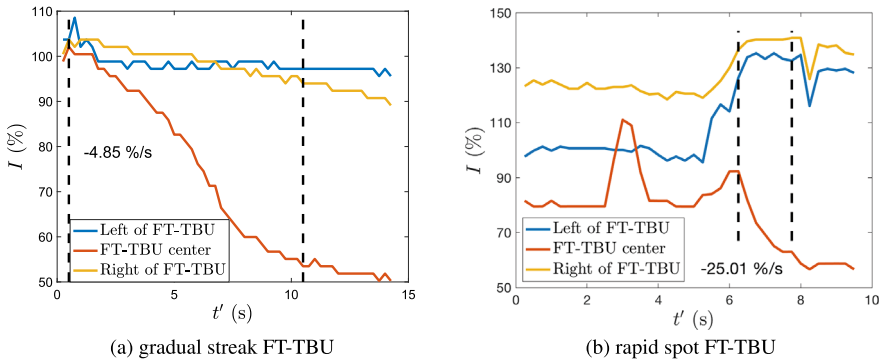 110
100
90
80
70
60
50
I (%)
-4.85 %/s
Left of FT-TBU
FT-TBU center
Right of FT-TBU
0 5 10 15
t′ (s)
(a) gradual streak FT-TBU
150
130
110
90
70
50
I (%)
Left of FT-TBU
FT-TBU center
Right of FT-TBU
-25.01 %/s
0 2 4 6 8 10
t′ (s)
(b) rapid spot FT-TBU